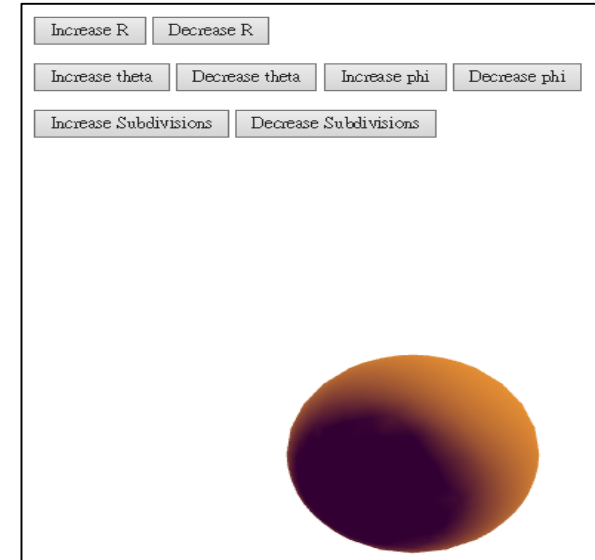 Increase R Decrease R
Increase theta Decrease theta Increase phi Decrease phi
Increase Subdivisions Decrease Subdivisions